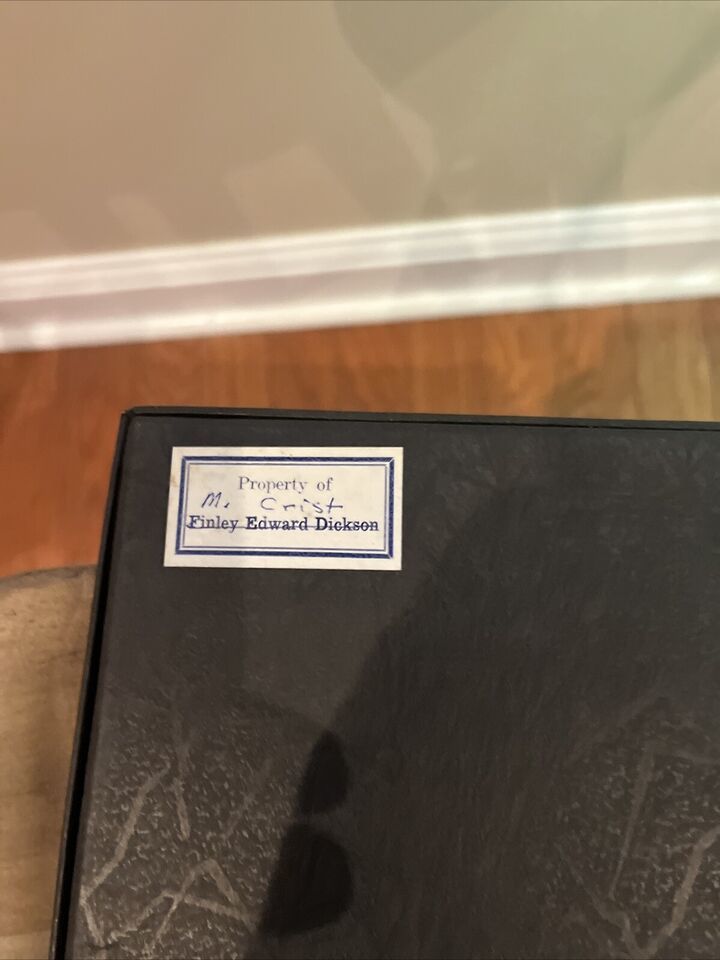 Property of
M. Crist
Finley Edward Dickson